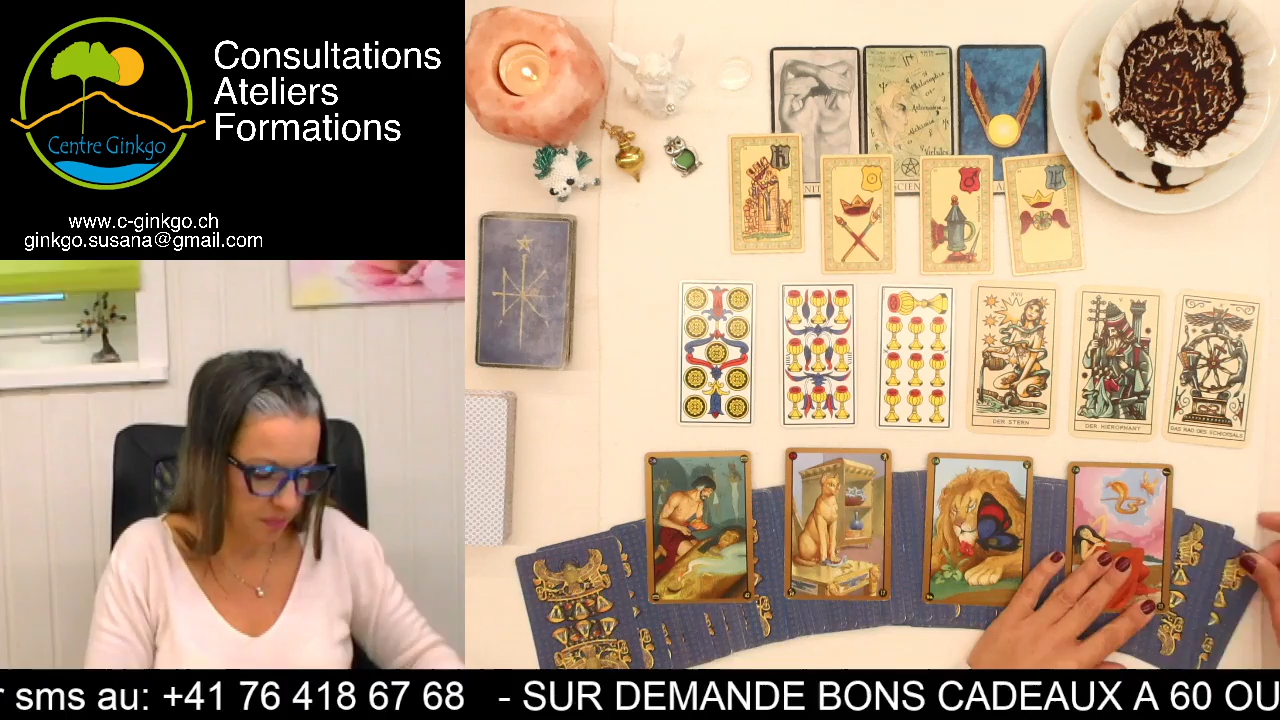 Consultations
Ateliers
Formations
Centre Ginkgo
www.c-ginkgo.ch
ginkgo.susana@gmail.com
XVII
V
DER STERN
DER HIEROPHANT
DAS RAD DES SCHICKSALS
r sms au: +41 76 418 67 68 - SUR DEMANDE BONS CADEAUX A 60 OU